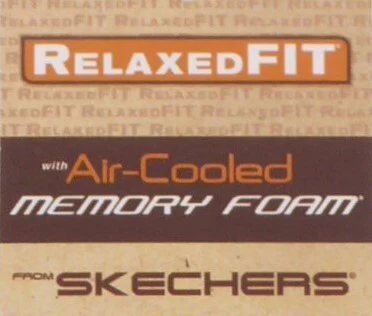 RELAXEDFIT®
with Air-Cooled
MEMORY FOAM®
FROM SKECHERS®